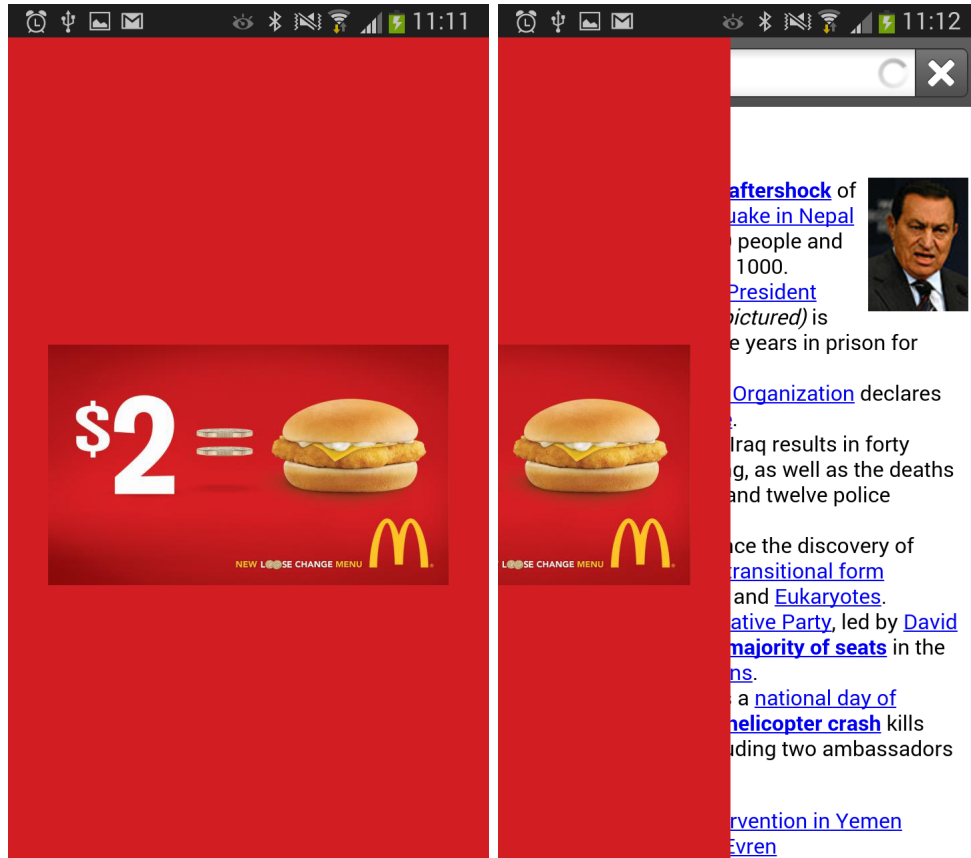 11:11
$2 =
NEW LOOSE CHANGE MENU
11:12
LOOSE CHANGE MENU
aftershock of
uake in Nepal
people and
1000.
President
pictured) is
e years in prison for
Organization declares
Iraq results in forty
g, as well as the deaths
and twelve police
nce the discovery of
transitional form
and Eukaryotes.
ative Party, led by David
majority of seats in the
ns.
a national day of
helicopter crash kills
uding two ambassadors
rvention in Yemen
Evren